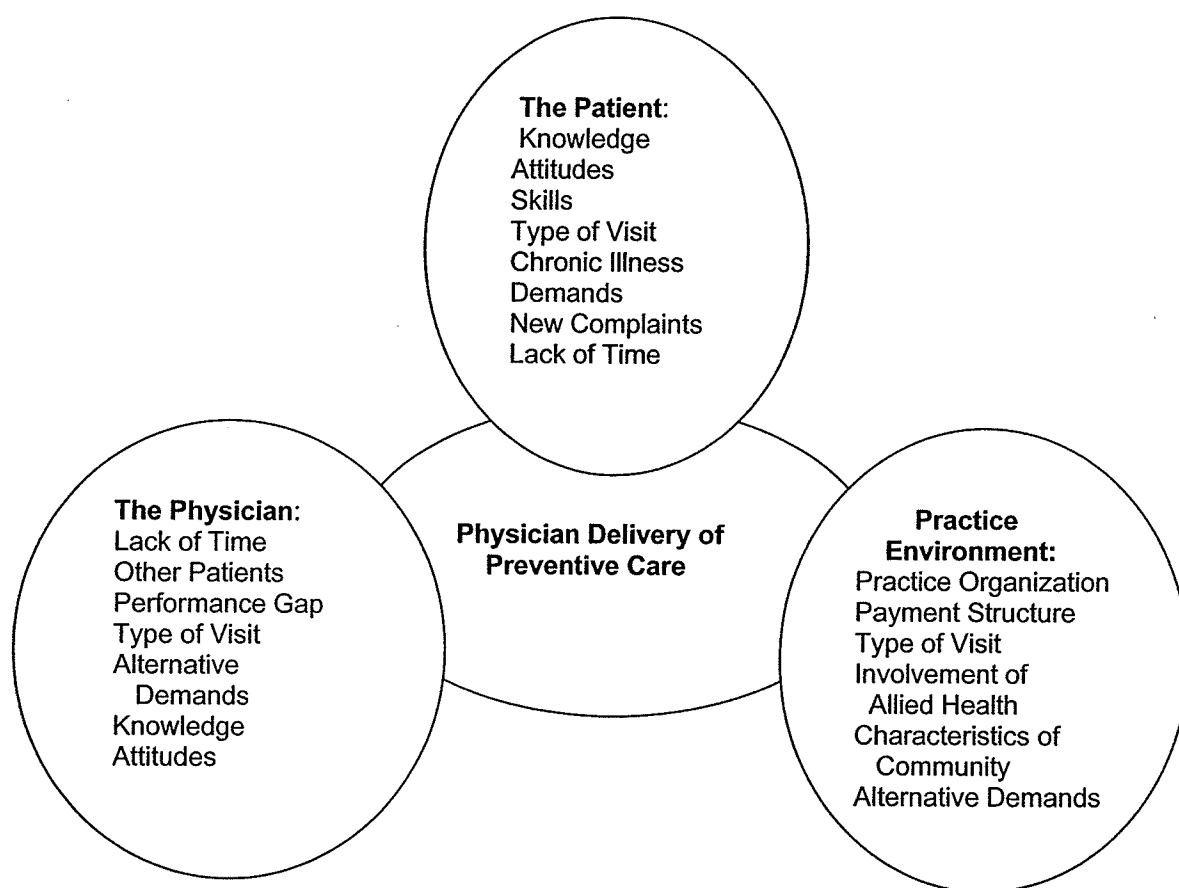 The Patient:
Knowledge
Attitudes
Skills
Type of Visit
Chronic Illness
Demands
New Complaints
Lack of Time
The Physician:
Lack of Time
Other Patients
Performance Gap
Type of Visit
Alternative
Demands
Knowledge
Attitudes
Physician Delivery of
Preventive Care
Practice
Environment:
Practice Organization
Payment Structure
Type of Visit
Involvement of
Allied Health
Characteristics of
Community
Alternative Demands